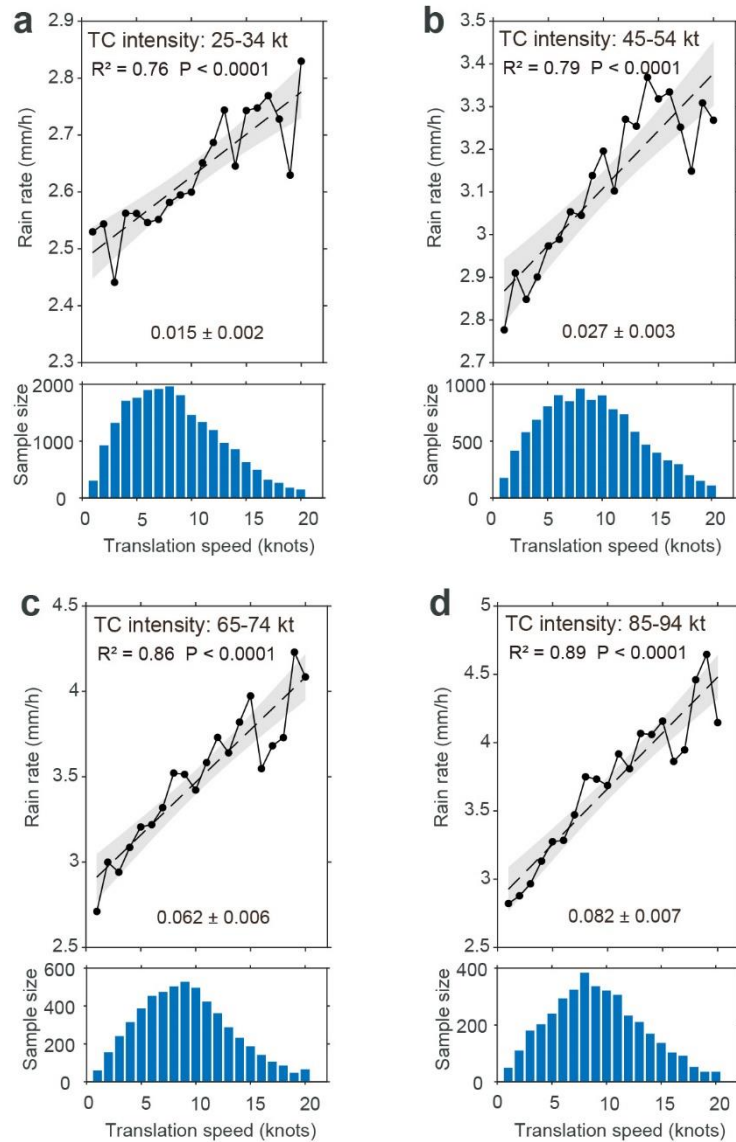 a
TC intensity: 25-34 kt
R² = 0.76 P < 0.0001
Rain rate (mm/h)
2.9
2.8
2.7
2.6
2.5
2.4
2.3
0.015 ± 0.002
Sample size
2000
1000
0
0 5 10 15 20
Translation speed (knots)
b
TC intensity: 45-54 kt
R² = 0.79 P < 0.0001
Rain rate (mm/h)
3.5
3.4
3.3
3.2
3.1
3
2.9
2.8
2.7
0.027 ± 0.003
Sample size
1000
500
0
0 5 10 15 20
Translation speed (knots)
c
TC intensity: 65-74 kt
R² = 0.86 P < 0.0001
Rain rate (mm/h)
4.5
4
3.5
3
2.5
0.062 ± 0.006
Sample size
600
400
200
0
0 5 10 15 20
Translation speed (knots)
d
TC intensity: 85-94 kt
R² = 0.89 P < 0.0001
Rain rate (mm/h)
5
4.5
4
3.5
3
2.5
0.082 ± 0.007
Sample size
400
200
0
0 5 10 15 20
Translation speed (knots)